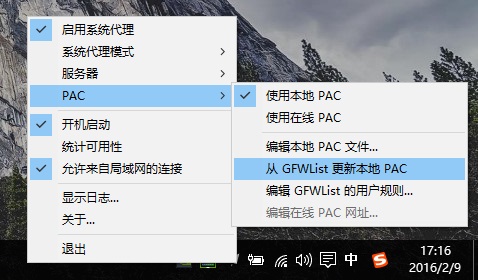 启用系统代理
系统代理模式
服务器
PAC
开机启动
统计可用性
允许来自局域网的连接
显示日志...
关于...
退出
使用本地 PAC
使用在线 PAC
编辑本地 PAC 文件...
从 GFWList 更新本地 PAC
编辑 GFWList 的用户规则...
编辑在线 PAC 网址...
中
S
17:16
2016/2/9